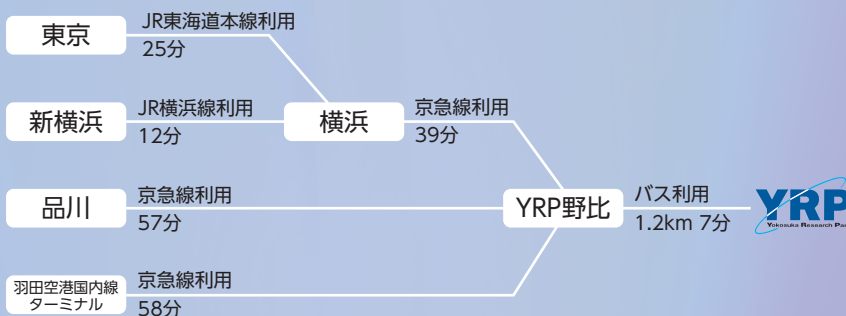 東京
JR東海道本線利用
25分
新横浜
JR横浜線利用
12分
横浜
京急線利用
39分
品川
京急線利用
57分
YRP野比
バス利用
1.2km 7分
YRP
Yokosuka Research Par
羽田空港国内線
ターミナル
京急線利用
58分